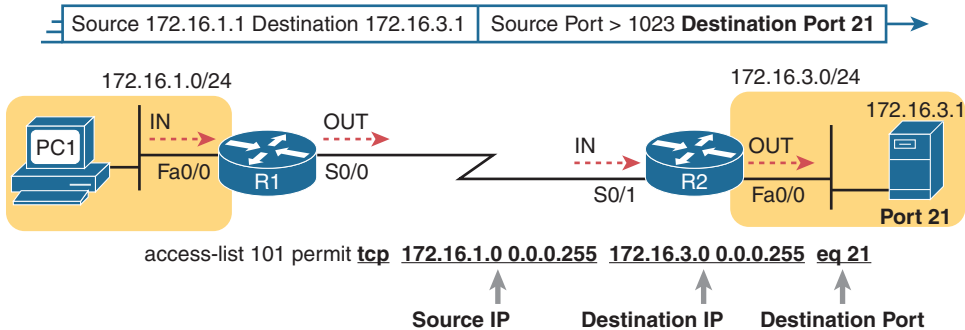 Source 172.16.1.1 Destination 172.16.3.1 Source Port > 1023 Destination Port 21
172.16.1.0/24
172.16.3.0/24
172.16.3.1
IN
OUT
IN
OUT
PC1
R1
R2
Fa0/0
S0/0
S0/1
Fa0/0
Port 21
access-list 101 permit tcp 172.16.1.0 0.0.0.255 172.16.3.0 0.0.0.255 eq 21
Source IP
Destination IP
Destination Port